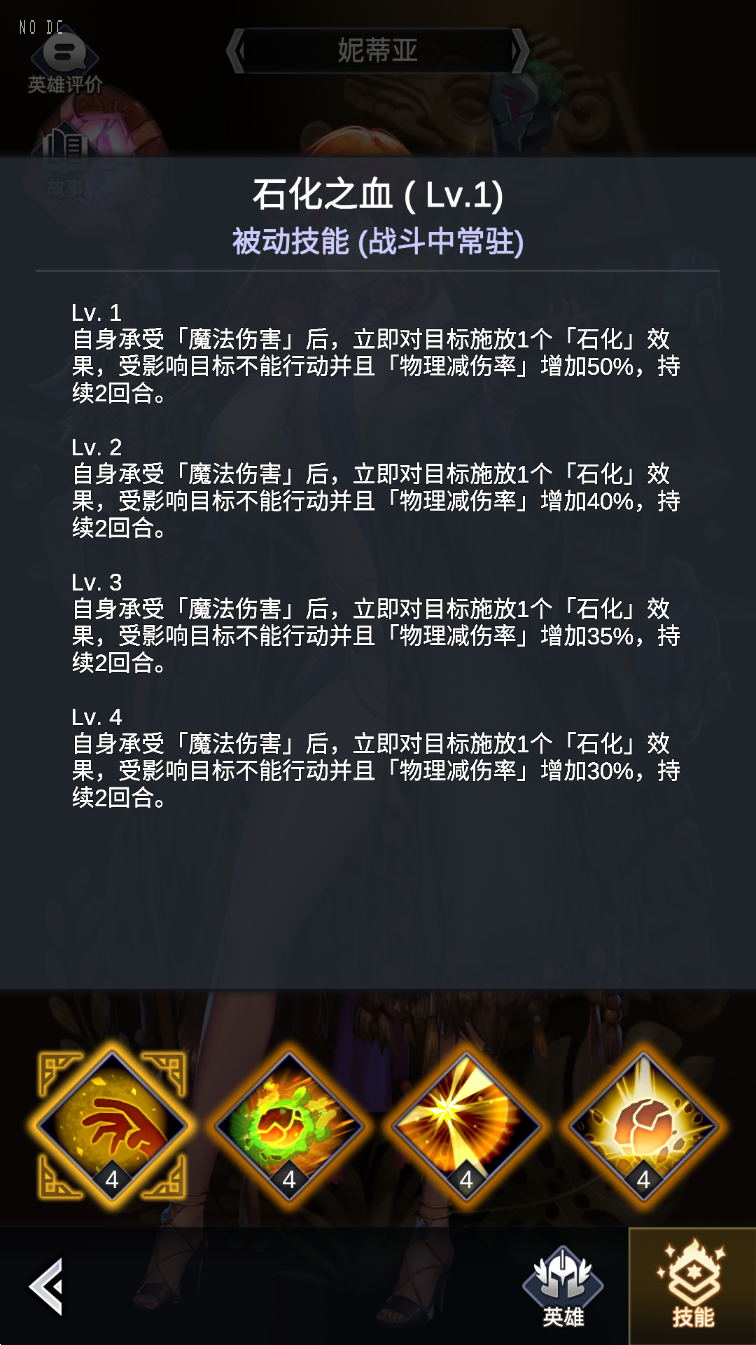 NO DC
妮蒂亚
英雄评价
故事
石化之血 ( Lv.1)
被动技能 (战斗中常驻)
Lv. 1
自身承受「魔法伤害」后，立即对目标施放1个「石化」效
果，受影响目标不能行动并且「物理减伤率」增加50%，持
续2回合。
Lv. 2
自身承受「魔法伤害」后，立即对目标施放1个「石化」效
果，受影响目标不能行动并且「物理减伤率」增加40%，持
续2回合。
Lv. 3
自身承受「魔法伤害」后，立即对目标施放1个「石化」效
果，受影响目标不能行动并且「物理减伤率」增加35%，持
续2回合。
Lv. 4
自身承受「魔法伤害」后，立即对目标施放1个「石化」效
果，受影响目标不能行动并且「物理减伤率」增加30%，持
续2回合。
4 4 4 4
英雄 技能